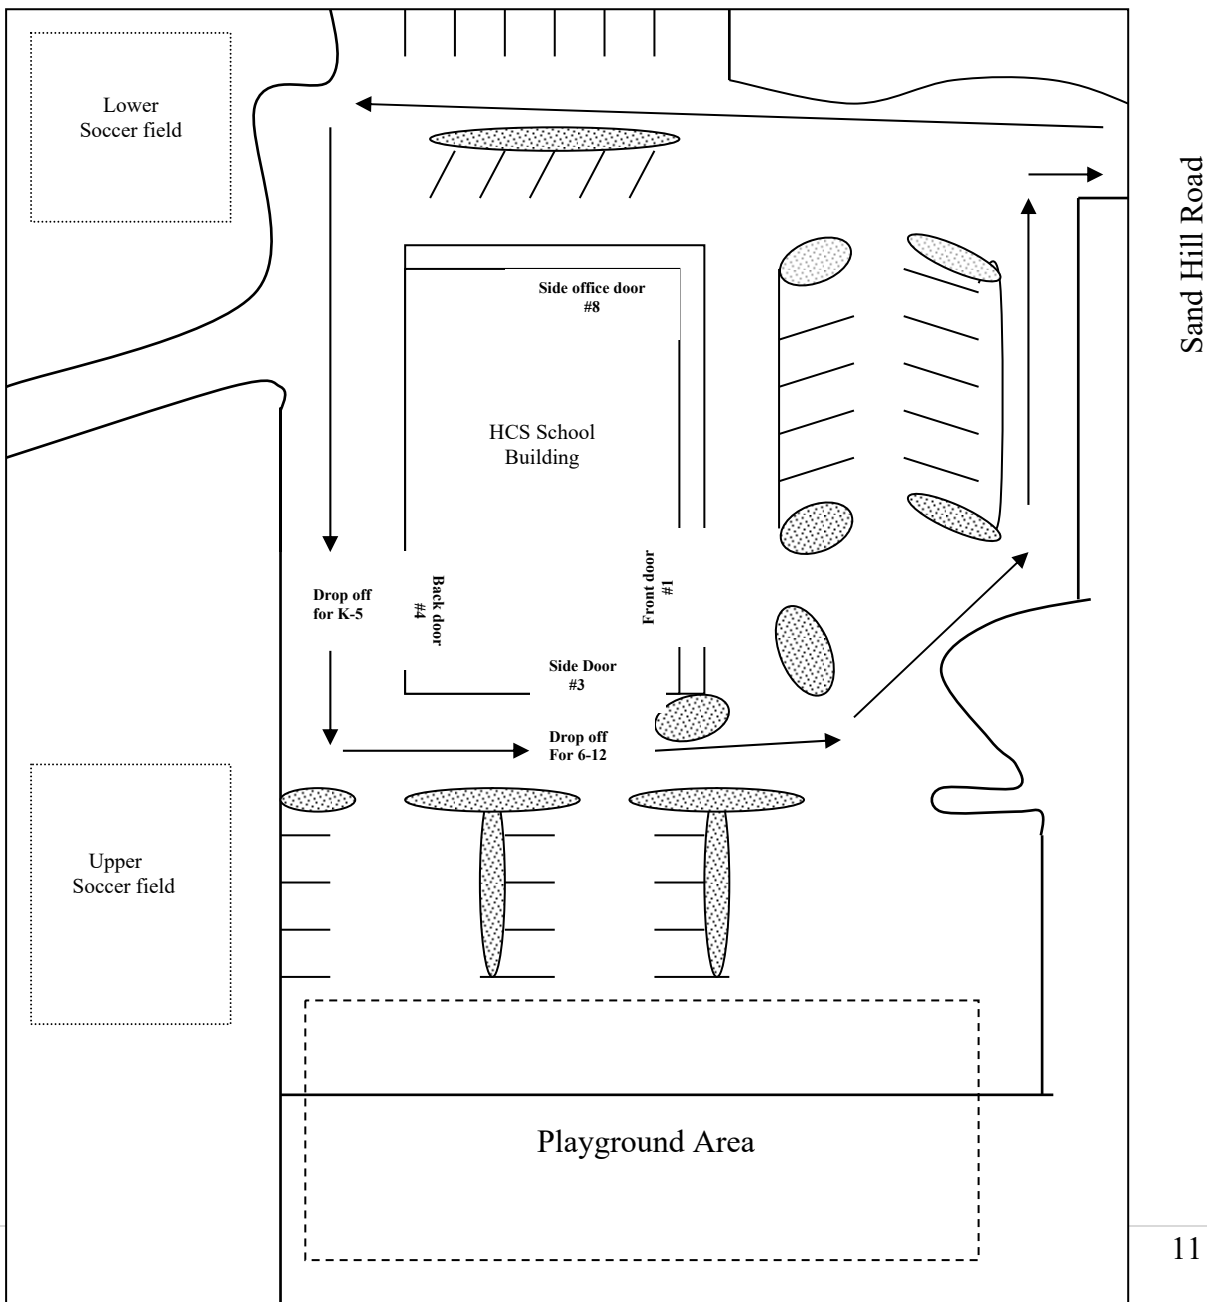 Lower
Soccer field
Sand Hill Road
Side office door
#8
HCS School
Building
Drop off
for K-5
Back door
#4
Front door
#1
Side Door
#3
Drop off
For 6-12
Upper
Soccer field
Playground Area
11